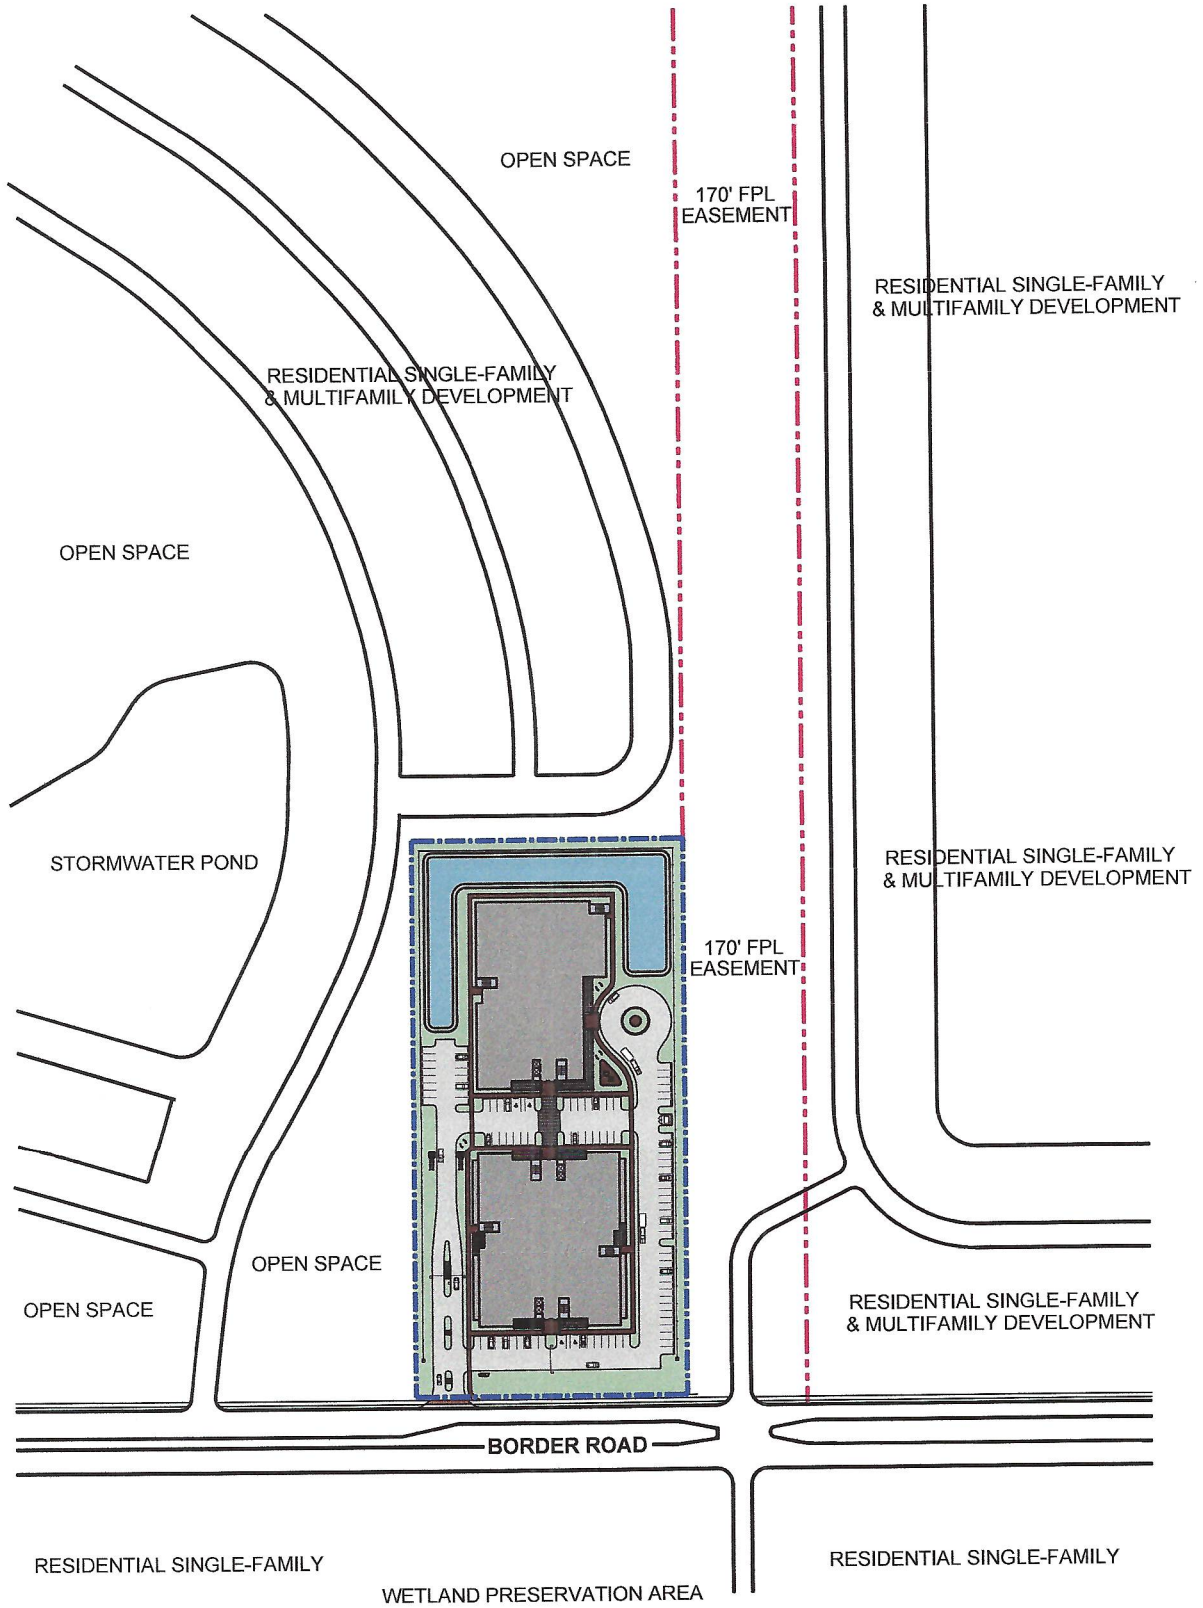 OPEN SPACE
170' FPL
EASEMENT
RESIDENTIAL SINGLE-FAMILY
& MULTIFAMILY DEVELOPMENT
RESIDENTIAL SINGLE-FAMILY
& MULTIFAMILY DEVELOPMENT
OPEN SPACE
STORMWATER POND
RESIDENTIAL SINGLE-FAMILY
& MULTIFAMILY DEVELOPMENT
170' FPL
EASEMENT
OPEN SPACE
OPEN SPACE
RESIDENTIAL SINGLE-FAMILY
& MULTIFAMILY DEVELOPMENT
BORDER ROAD
RESIDENTIAL SINGLE-FAMILY
RESIDENTIAL SINGLE-FAMILY
WETLAND PRESERVATION AREA